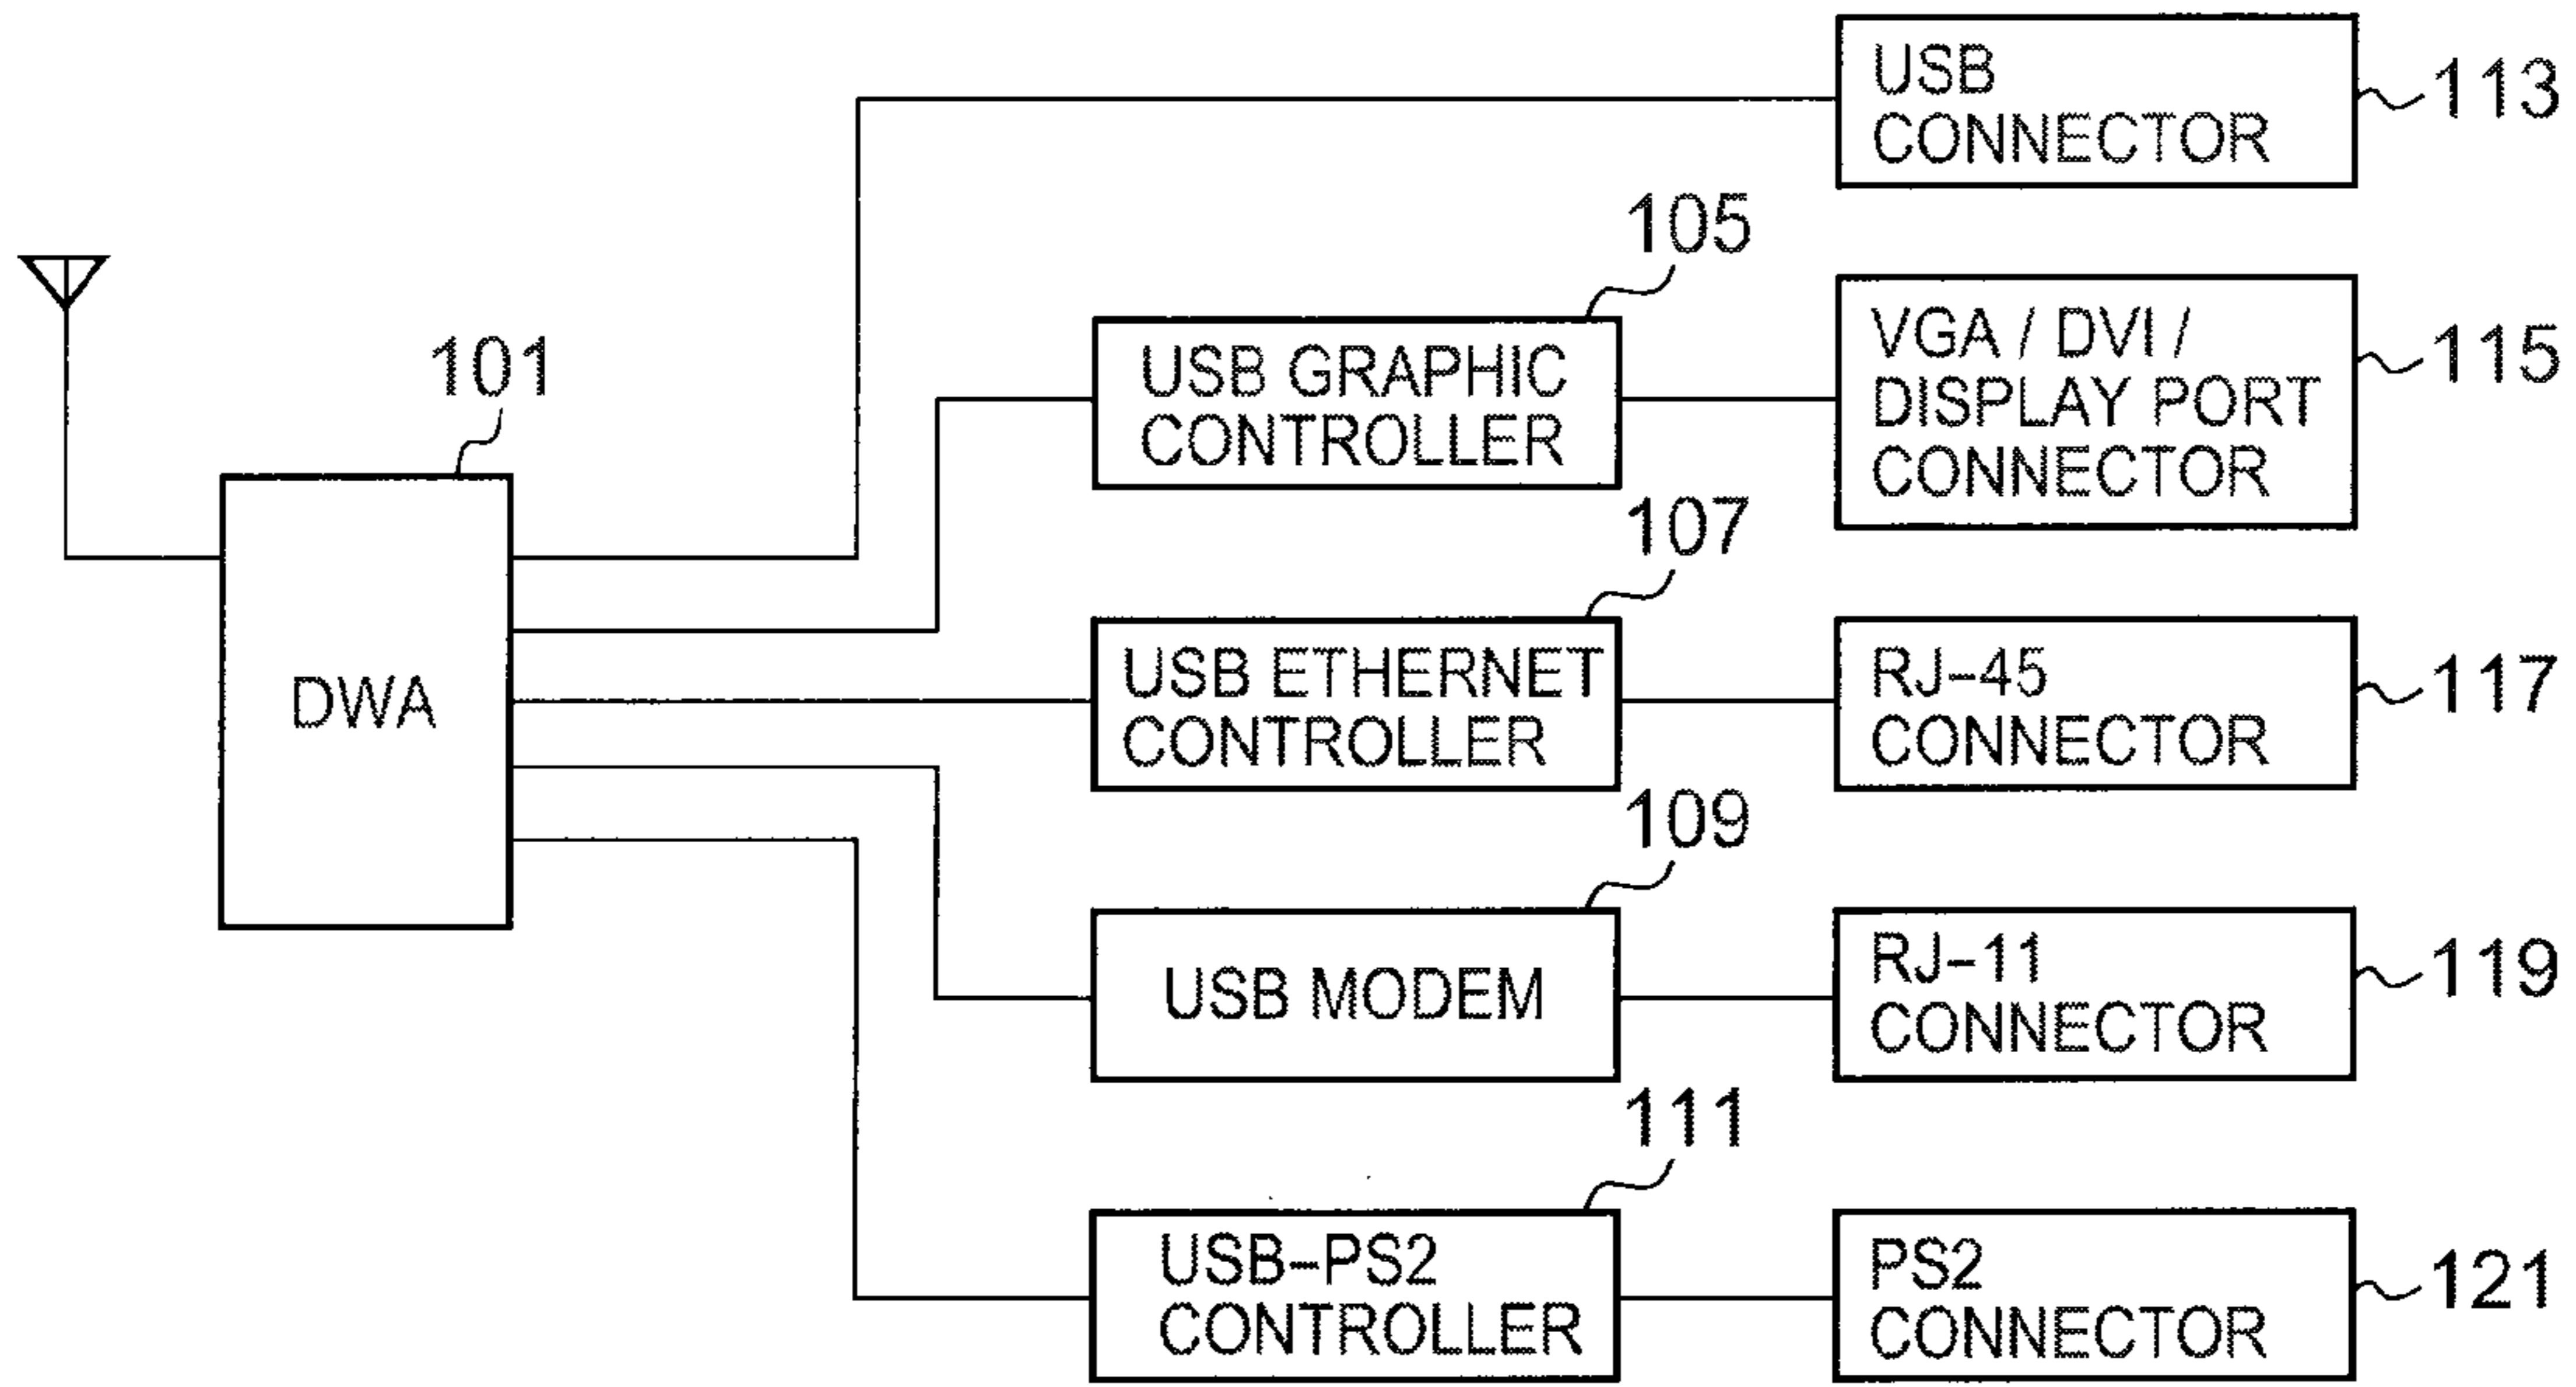 USB
CONNECTOR
113
105
USB GRAPHIC
CONTROLLER
VGA / DVI /
DISPLAY PORT
CONNECTOR
115
101
DWA
107
USB ETHERNET
CONTROLLER
RJ-45
CONNECTOR
117
109
USB MODEM
RJ-11
CONNECTOR
119
111
USB-PS2
CONTROLLER
PS2
CONNECTOR
121